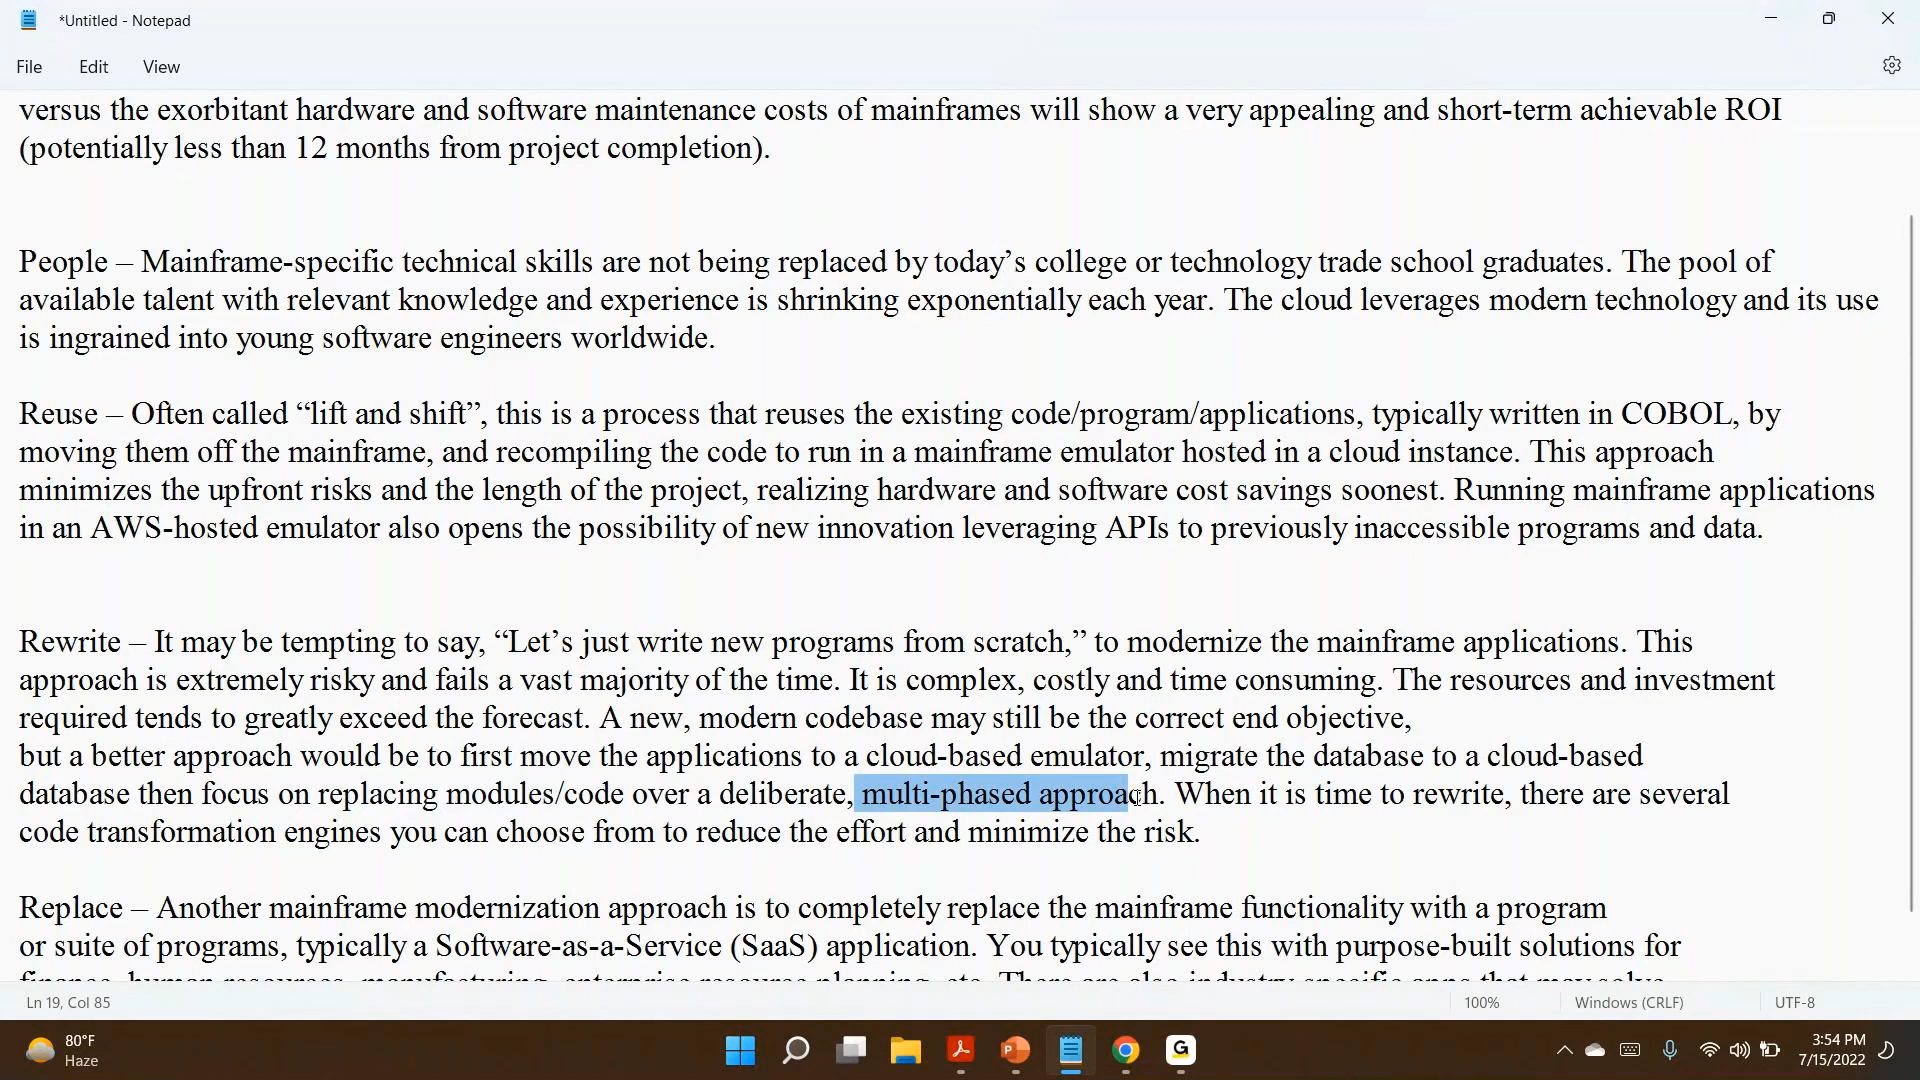 *Untitled - Notepad
File Edit View
versus the exorbitant hardware and software maintenance costs of mainframes will show a very appealing and short-term achievable ROI
(potentially less than 12 months from project completion).
People – Mainframe-specific technical skills are not being replaced by today’s college or technology trade school graduates. The pool of
available talent with relevant knowledge and experience is shrinking exponentially each year. The cloud leverages modern technology and its use
is ingrained into young software engineers worldwide.
Reuse – Often called “lift and shift”, this is a process that reuses the existing code/program/applications, typically written in COBOL, by
moving them off the mainframe, and recompiling the code to run in a mainframe emulator hosted in a cloud instance. This approach
minimizes the upfront risks and the length of the project, realizing hardware and software cost savings soonest. Running mainframe applications
in an AWS-hosted emulator also opens the possibility of new innovation leveraging APIs to previously inaccessible programs and data.
Rewrite – It may be tempting to say, “Let’s just write new programs from scratch,” to modernize the mainframe applications. This
approach is extremely risky and fails a vast majority of the time. It is complex, costly and time consuming. The resources and investment
required tends to greatly exceed the forecast. A new, modern codebase may still be the correct end objective,
but a better approach would be to first move the applications to a cloud-based emulator, migrate the database to a cloud-based
database then focus on replacing modules/code over a deliberate, multi-phased approach. When it is time to rewrite, there are several
code transformation engines you can choose from to reduce the effort and minimize the risk.
Replace – Another mainframe modernization approach is to completely replace the mainframe functionality with a program
or suite of programs, typically a Software-as-a-Service (SaaS) application. You typically see this with purpose-built solutions for
finance, human resources, manufacturing, enterprise resource planning, etc. There are also industry specific apps that may solve
Ln 19, Col 85 100% Windows (CRLF) UTF-8
80°F
Haze
3:54 PM
7/15/2022